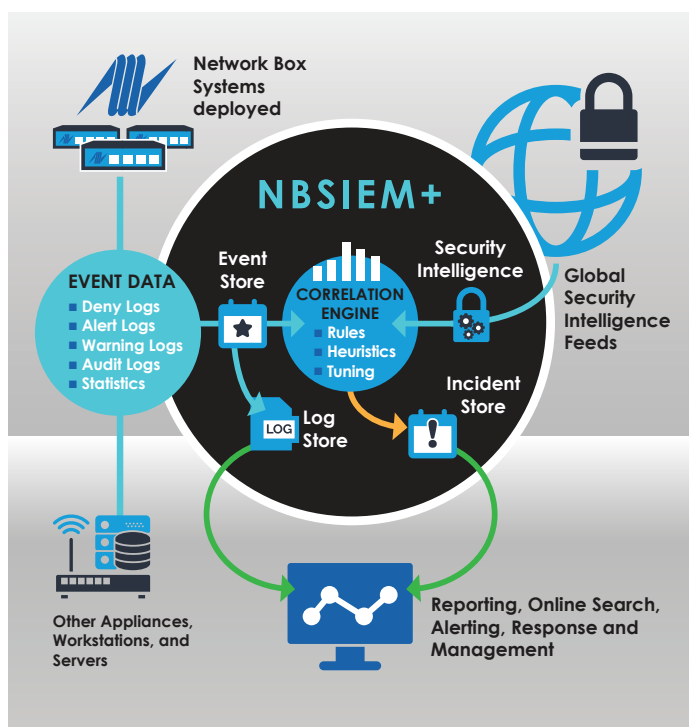 Network Box
Systems
deployed
NBSIEM+
Event
Store
Security
Intelligence
EVENT DATA
Deny Logs
Alert Logs
Warning Logs
Audit Logs
Statistics
CORRELATION
ENGINE
Rules
Heuristics
Tuning
Global
Security
Intelligence
Feeds
Incident
Store
LOG
Log
Store
Other Appliances,
Workstations, and
Servers
Reporting, Online Search,
Alerting, Response and
Management